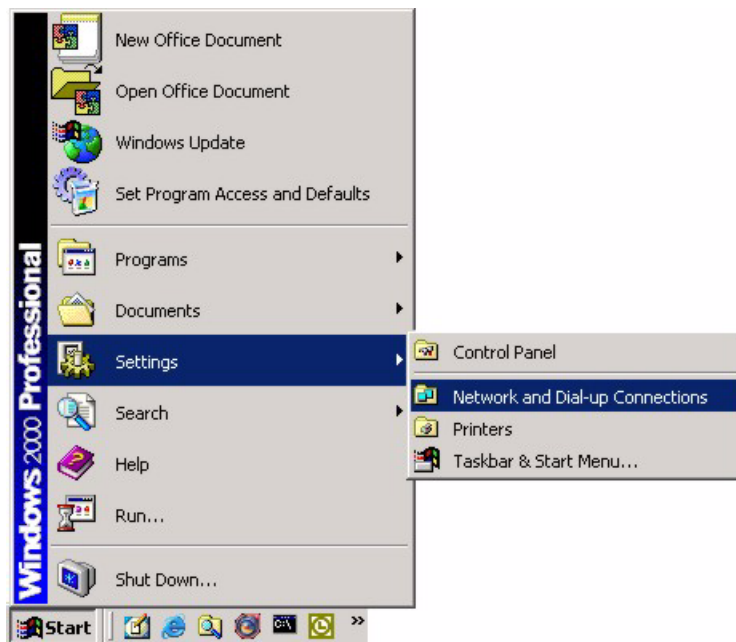 New Office Document
Open Office Document
Windows Update
Set Program Access and Defaults
Programs
Documents
Settings
Search
Help
Run...
Shut Down...
Control Panel
Network and Dial-up Connections
Printers
Taskbar & Start Menu...
Windows 2000 Professional
Start
C:\
»